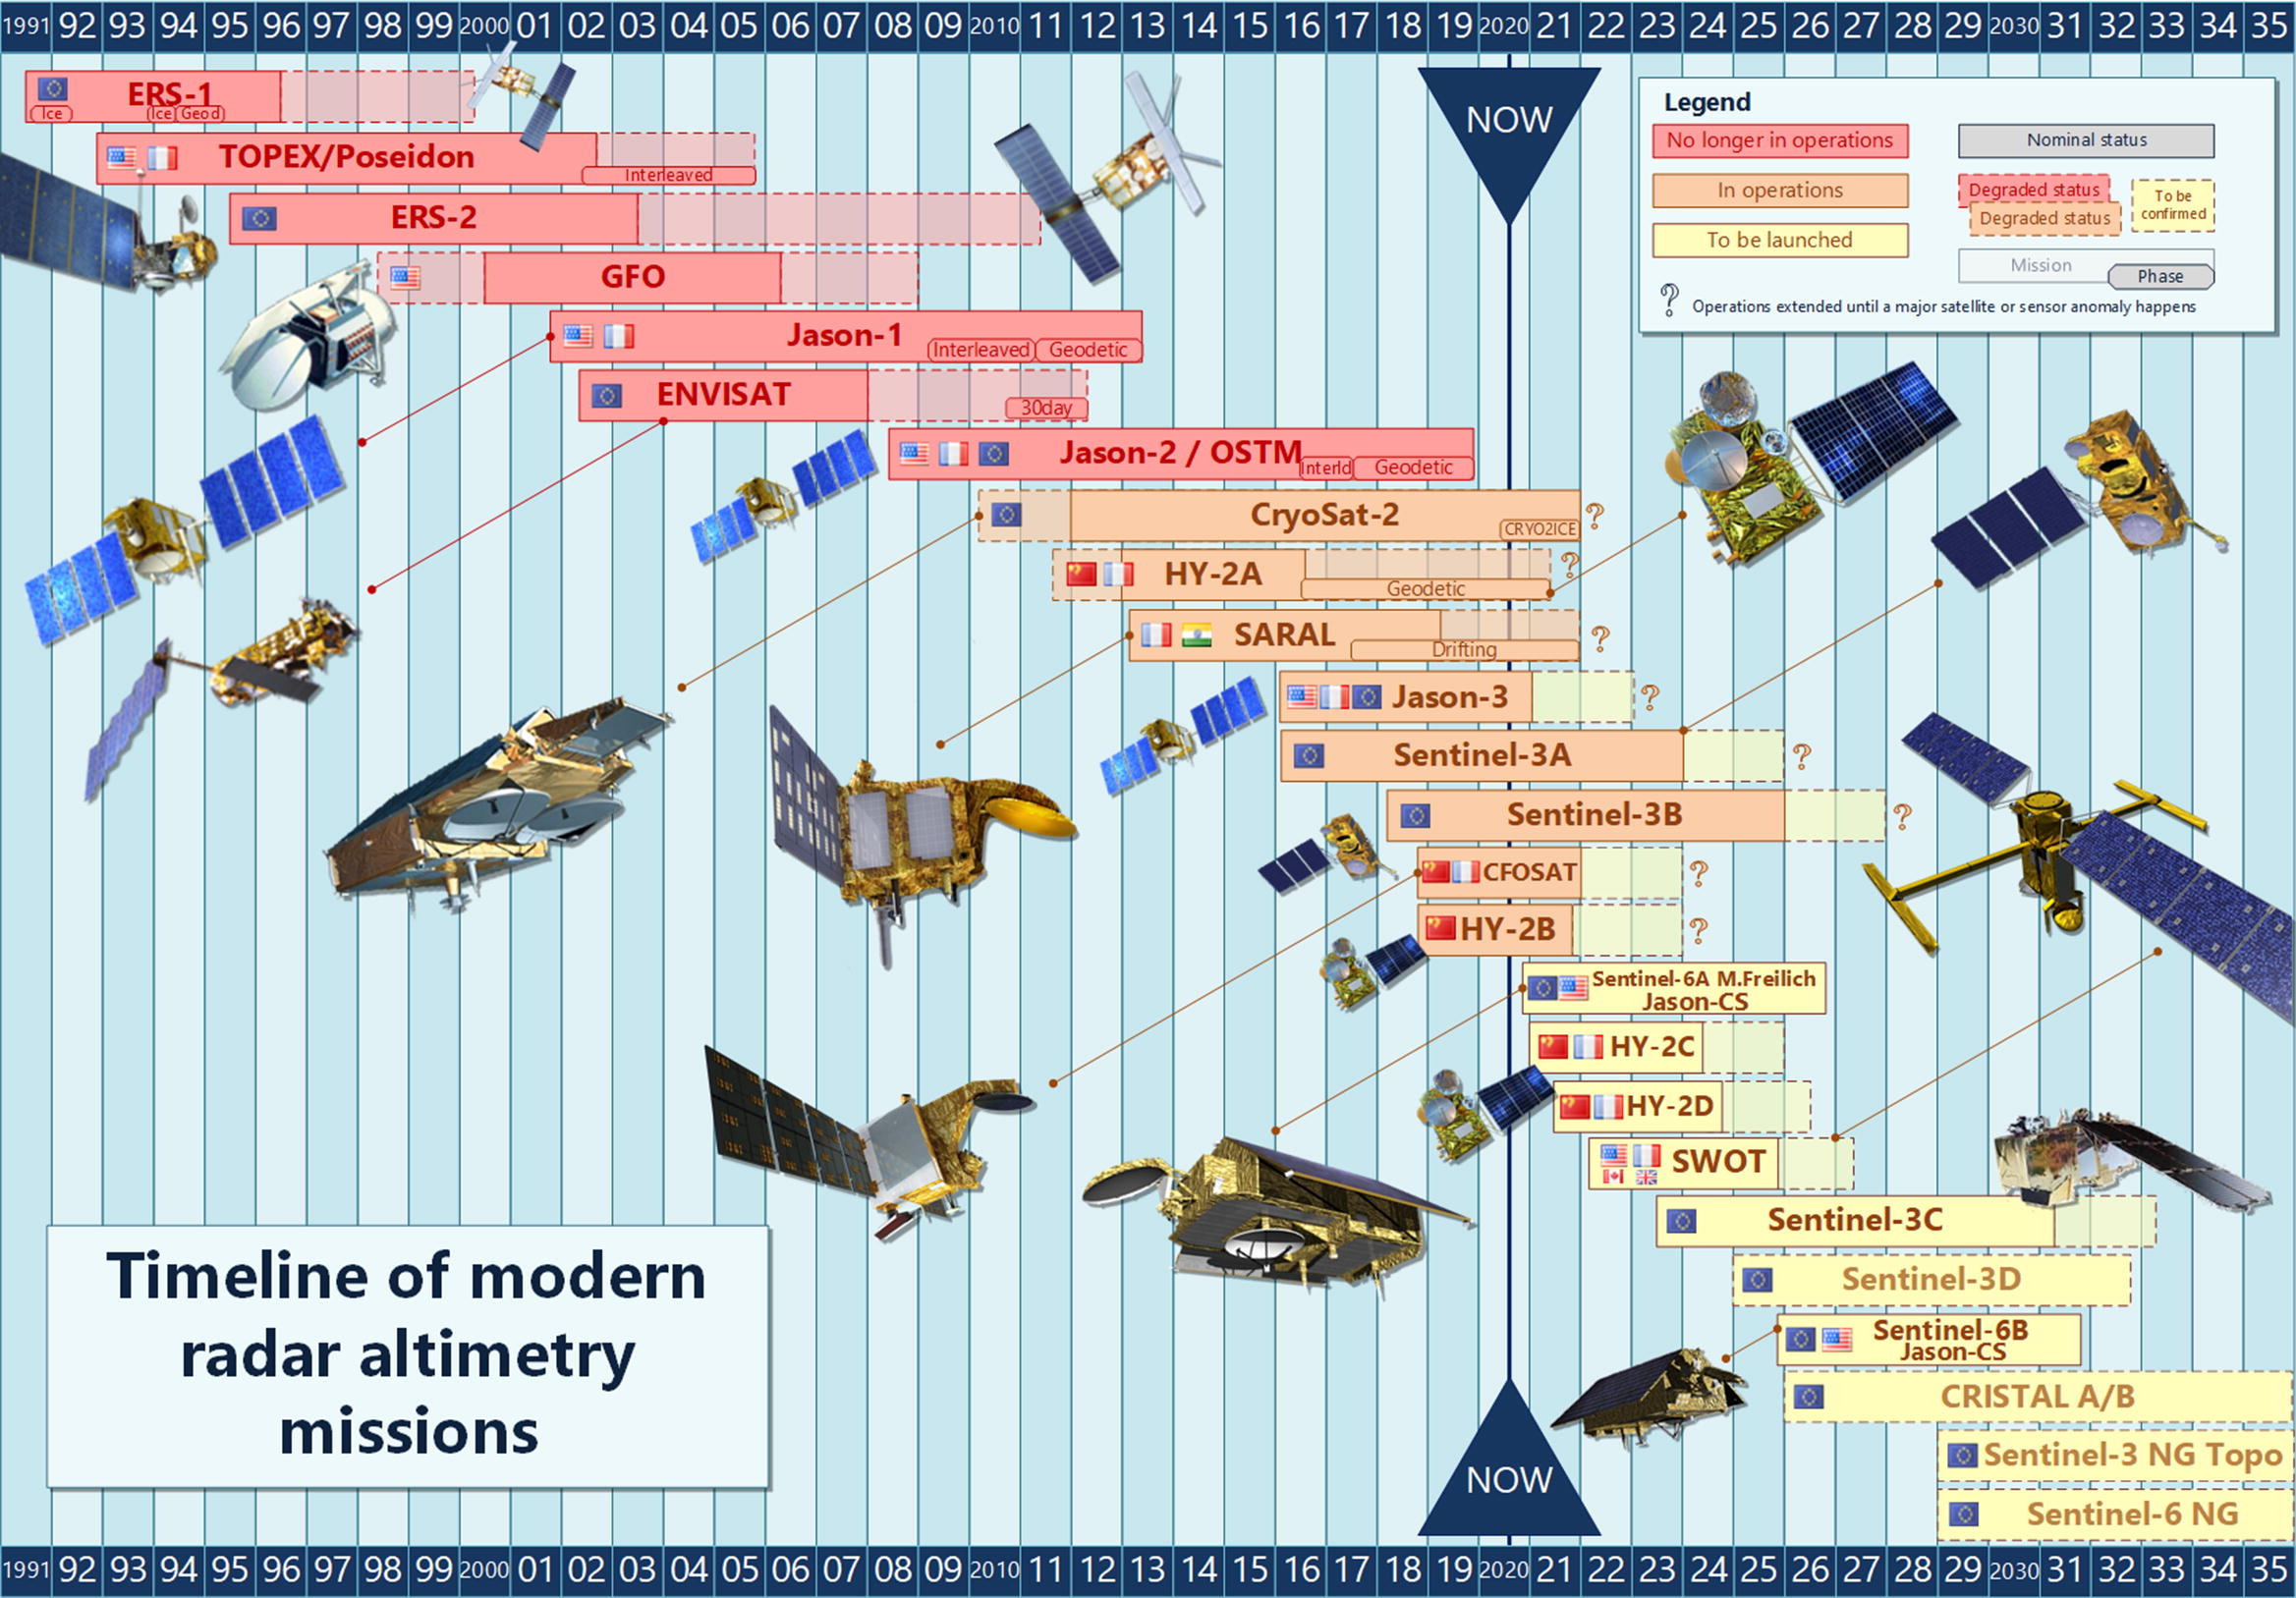 1991 92 93 94 95 96 97 98 99 2000 01 02 03 04 05 06 07 08 09 2010 11 12 13 14 15 16 17 18 19 2020 21 22 23 24 25 26 27 28 29 2030 31 32 33 34 35
NOW
Legend
No longer in operations
Nominal status
In operations
Degraded status
Degraded status
To be
confirmed
To be launched
Mission
Phase
? Operations extended until a major satellite or sensor anomaly happens
ERS-1
Ice
Ice
Geod
TOPEX/Poseidon
Interleaved
ERS-2
GFO
Jason-1
Interleaved
Geodetic
ENVISAT
30day
Jason-2 / OSTM
Interld
Geodetic
CryoSat-2
CRYO2ICE
?
HY-2A
Geodetic
?
SARAL
Drifting
?
Jason-3
?
Sentinel-3A
?
Sentinel-3B
?
CFOSAT
?
HY-2B
?
Sentinel-6A M.Freilich
Jason-CS
HY-2C
HY-2D
SWOT
Sentinel-3C
Sentinel-3D
Sentinel-6B
Jason-CS
CRISTAL A/B
Sentinel-3 NG Topo
Sentinel-6 NG
Timeline of modern
radar altimetry
missions
NOW
1991 92 93 94 95 96 97 98 99 2000 01 02 03 04 05 06 07 08 09 2010 11 12 13 14 15 16 17 18 19 2020 21 22 23 24 25 26 27 28 29 2030 31 32 33 34 35